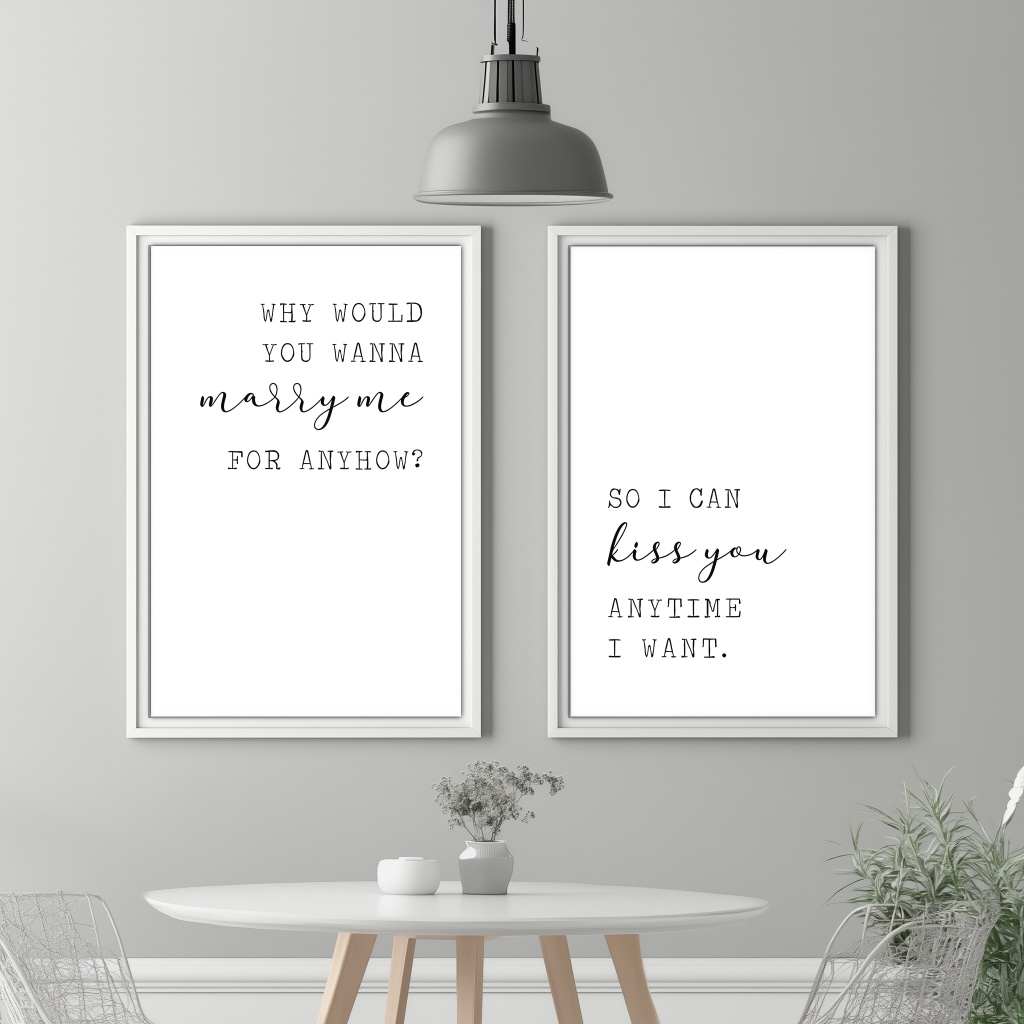 WHY WOULD
YOU WANNA
marry me
FOR ANYHOW?
SO I CAN
kiss you
ANYTIME
I WANT.